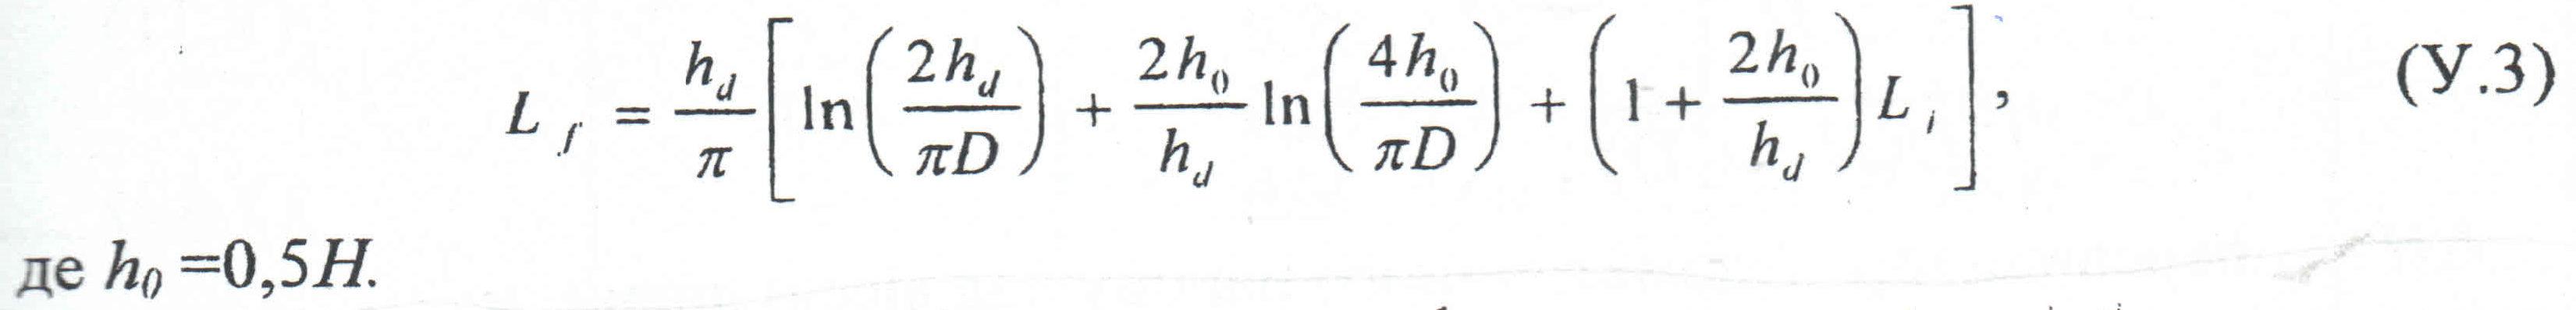 L_f = h_d/π [ ln(2h_d/πD) + 2h_0/h_d ln(4h_0/πD) + (1 + 2h_0/h_d) L_i ], (У.3)
де h_0 =0,5H.